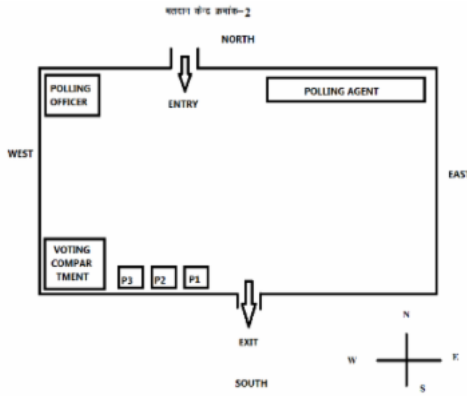 मतदान केन्द्र क्रमांक-2
NORTH
POLLING
OFFICER
ENTRY
POLLING AGENT
WEST
EAST
VOTING
COMPAR
TMENT
P3
P2
P1
EXIT
SOUTH
N
W
E
S